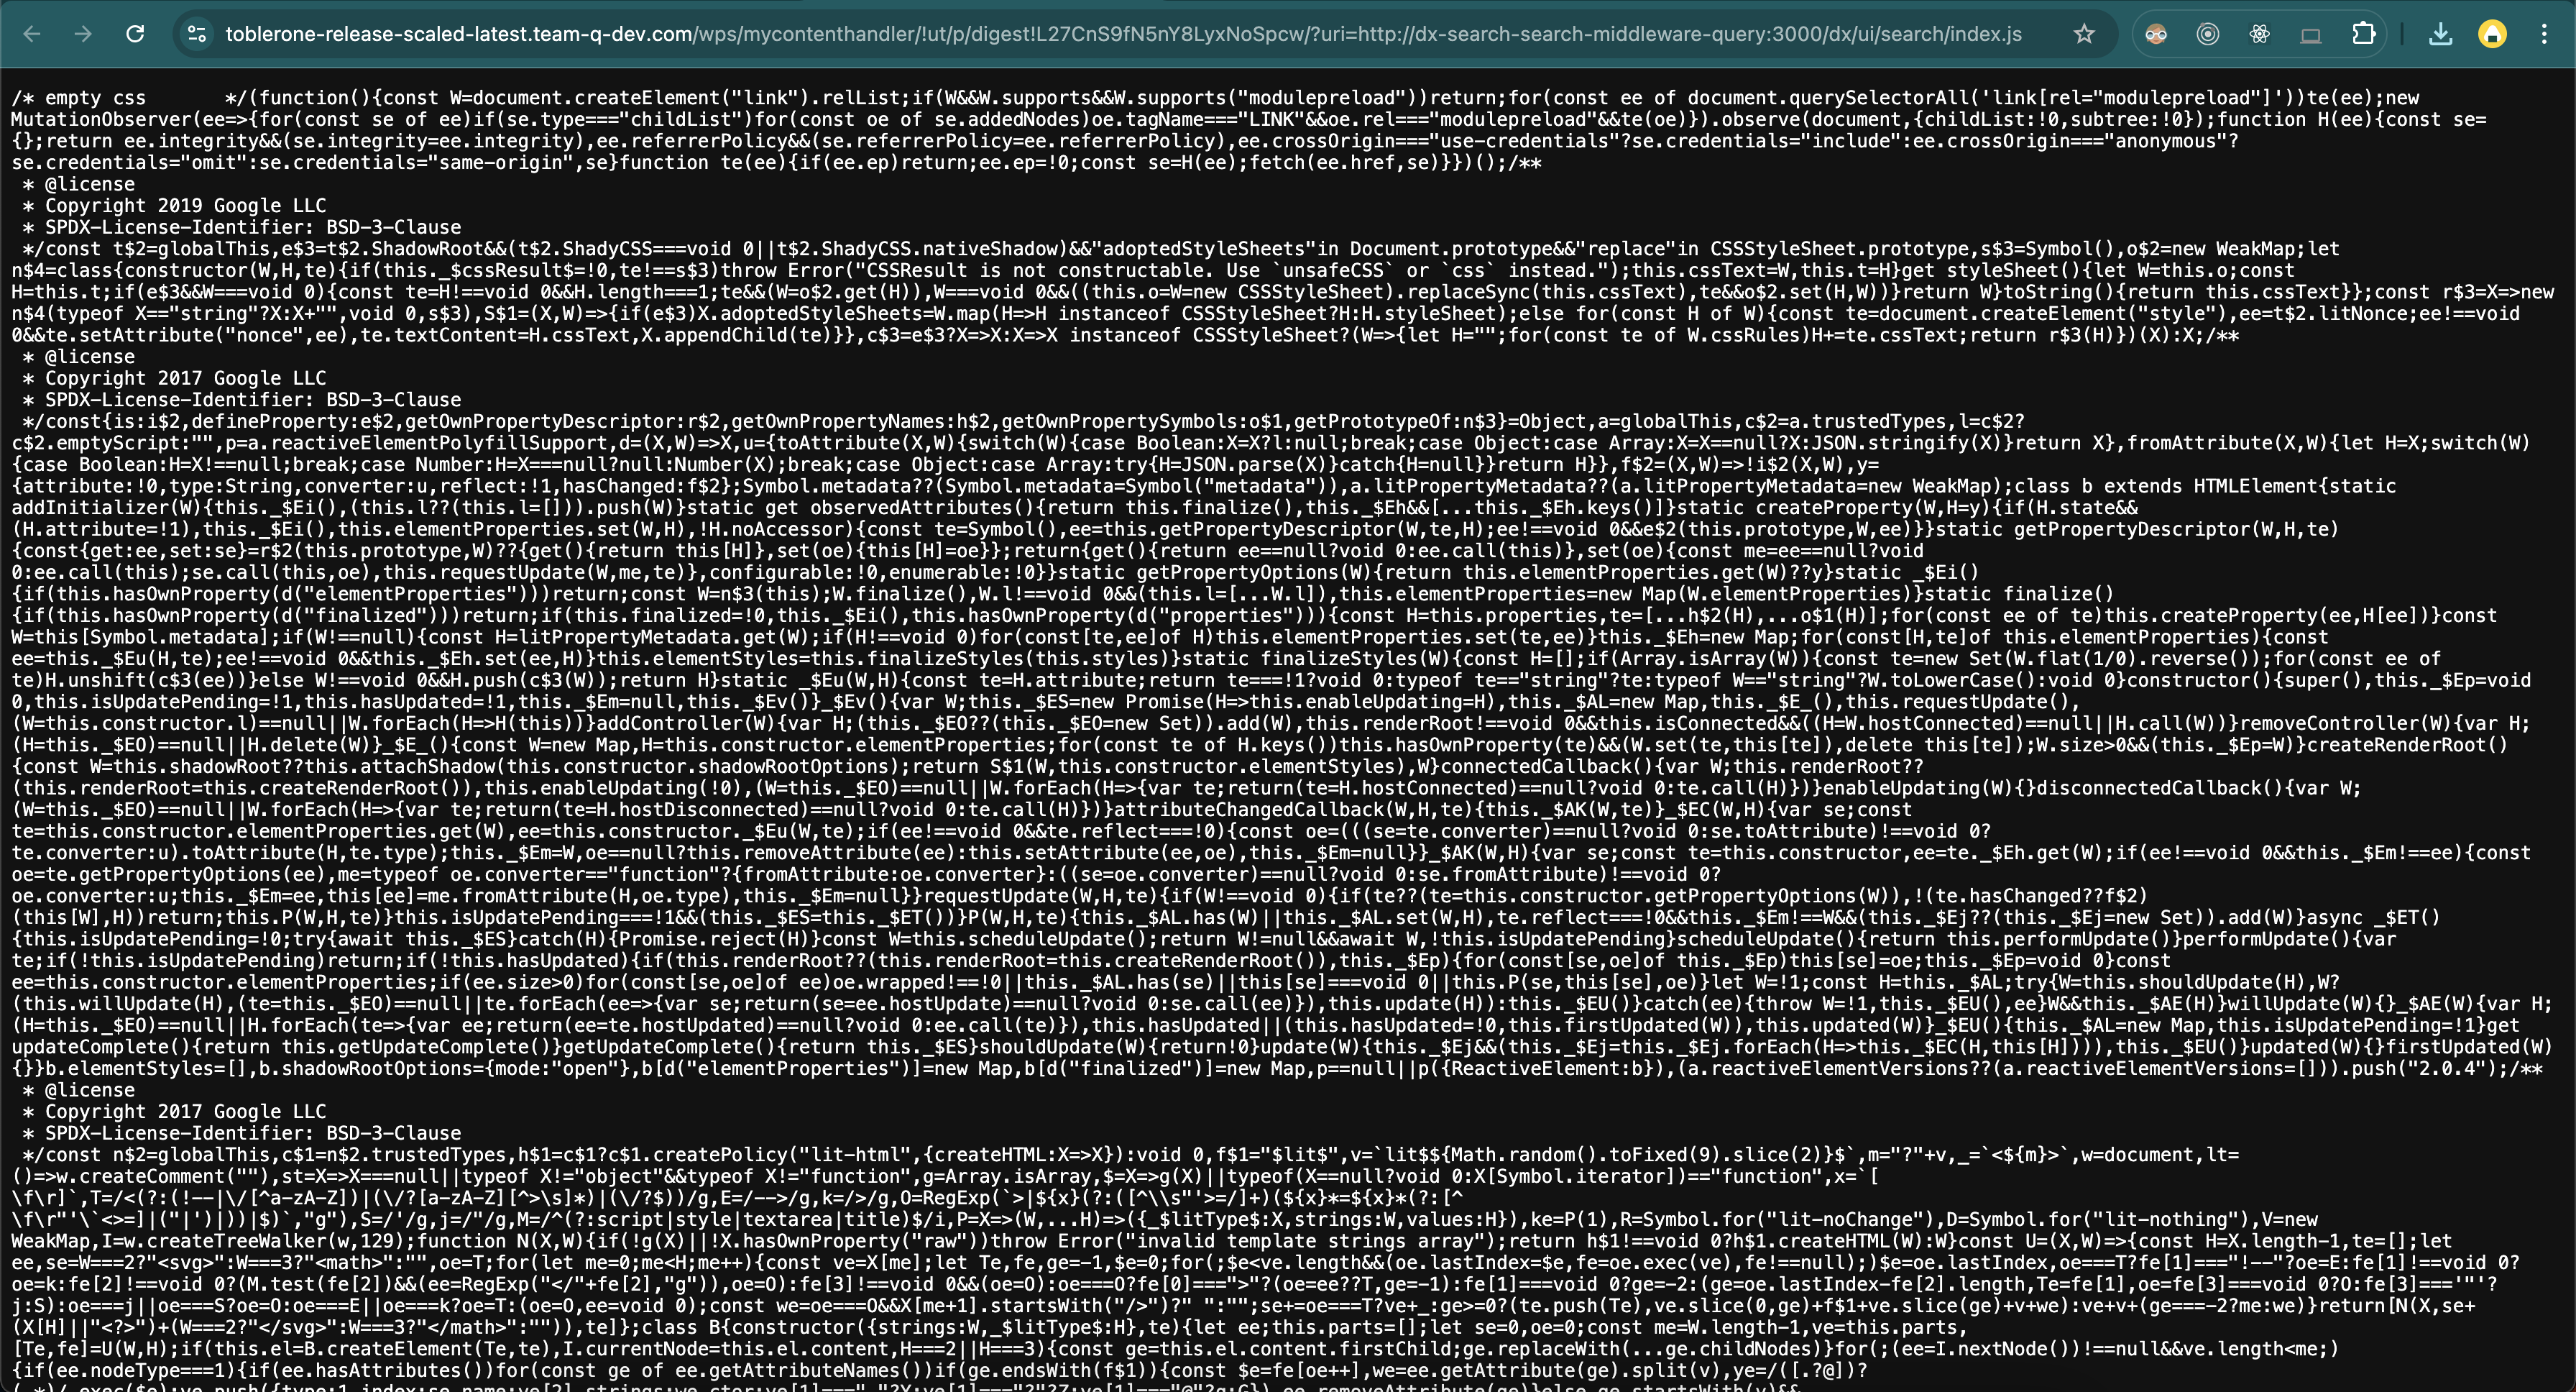 toblerone-release-scaled-latest.team-q-dev.com/wps/mycontenthandler/!ut/p/digest!L27CnS9fN5nY8LyxNoSpcw/?uri=http://dx-search-search-middleware-query:3000/dx/ui/search/index.js
/* empty css       */(function(){const W=document.createElement("link").relList;if(W&&W.supports&&W.supports("modulepreload"))return;for(const ee of document.querySelectorAll('link[rel="modulepreload"]'))te(ee);new
MutationObserver(ee=>{for(const se of ee)if(se.type==="childList")for(const oe of se.addedNodes)oe.tagName==="LINK"&&oe.rel==="modulepreload"&&te(oe)}).observe(document,{childList:!0,subtree:!0});function H(ee){const se=
{};return ee.integrity&&(se.integrity=ee.integrity),ee.referrerPolicy&&(se.referrerPolicy=ee.referrerPolicy),ee.crossOrigin==="use-credentials"?
se.credentials="include":ee.crossOrigin==="anonymous"?
se.credentials="omit":se.credentials="same-origin",se}function te(ee){if(ee.ep)return;ee.ep=!0;const se=H(ee);fetch(ee.href,se)}})();/**
 * @license
 * Copyright 2019 Google LLC
 * SPDX-License-Identifier: BSD-3-Clause
 */const t$2=globalThis,e$3=t$2.ShadowRoot&&(t$2.ShadyCSS===void 0||t$2.ShadyCSS.nativeShadow)&&"adoptedStyleSheets"in Document.prototype&&"replace"in CSSStyleSheet.prototype,s$3=Symbol(),o$2=new WeakMap;let
n$4=class{constructor(W,H,te){if(this._$cssResult$=!0,te!==s$3)throw Error("CSSResult is not constructable. Use `unsafeCSS` or `css` instead.");this.cssText=W,this.t=H}get styleSheet(){let W=this.o;const
H=this.t;if(e$3&&W===void 0){const te=H!==void 0&&H.length===1;te&&(W=o$2.get(H)),W===void 0&&((this.o=W=new CSSStyleSheet).replaceSync(this.cssText),te&&o$2.set(H,W))}return W}toString(){return this.cssText}};const r$3=X=>new
n$4(typeof X=="string"?X:X+"",void 0,s$3),S$1=(X,W)=>{if(e$3)X.adoptedStyleSheets=W.map(H=>H instanceof CSSStyleSheet?H:H.styleSheet);else for(const H of W){const te=document.createElement("style"),ee=t$2.litNonce;ee!==void
0&&te.setAttribute("nonce",ee),te.textContent=H.cssText,X.appendChild(te)}},c$3=e$3?X=>X:X=>X instanceof CSSStyleSheet?(W=>{let H="";for(const te of W.cssRules)H+=te.cssText;return r$3(H)})(X):X;/**
 * @license
 * Copyright 2017 Google LLC
 * SPDX-License-Identifier: BSD-3-Clause
 */const{is:i$2,defineProperty:e$2,getOwnPropertyDescriptor:r$2,getOwnPropertyNames:h$2,getOwnPropertySymbols:o$1,getPrototypeOf:n$3}=Object,a=globalThis,c$2=a.trustedTypes,l=c$2?
c$2.emptyScript:"",p=a.reactiveElementPolyfillSupport,d=(X,W)=>X,u={toAttribute(X,W){switch(W){case Boolean:X=X?l:null;break;case Object:case Array:X=X==null?X:JSON.stringify(X)}return X},fromAttribute(X,W){let H=X;switch(W)
{case Boolean:H=X!==null;break;case Number:H=X===null?null:Number(X);break;case Object:case Array:try{H=JSON.parse(X)}catch{H=null}}return H}},f$2=(X,W)=>!i$2(X,W),y=
{attribute:!0,type:String,converter:u,reflect:!1,hasChanged:f$2};Symbol.metadata??(Symbol.metadata=Symbol("metadata")),a.litPropertyMetadata??(a.litPropertyMetadata=new WeakMap);class b extends HTMLElement{static
addInitializer(W){this._$Ei(),(this.l??(this.l=[])).push(W)}static get observedAttributes(){return this.finalize(),this._$Eh&&[...this._$Eh.keys()]}static createProperty(W,H=y){if(H.state&&
(H.attribute=!1),this._$Ei(),this.elementProperties.set(W,H),!H.noAccessor){const te=Symbol(),ee=this.getPropertyDescriptor(W,te,H);ee!==void 0&&e$2(this.prototype,W,ee)}}static getPropertyDescriptor(W,H,te)
{const{get:ee,set:se}=r$2(this.prototype,W)??{get(){return this[H]},set(oe){this[H]=oe}};return{get(){return ee==null?void 0:ee.call(this)},set(oe){const me=ee==null?void
0:ee.call(this);se.call(this,oe),this.requestUpdate(W,me,te)},configurable:!0,enumerable:!0}}static getPropertyOptions(W){return this.elementProperties.get(W)??y}static _$Ei()
{if(this.hasOwnProperty(d("elementProperties")))return;const W=n$3(this);W.finalize(),W.l!==void 0&&(this.l=[...W.l]),this.elementProperties=new Map(W.elementProperties)}static finalize()
{if(this.hasOwnProperty(d("finalized")))return;if(this.finalized=!0,this._$Ei(),this.hasOwnProperty(d("properties"))){const H=this.properties,te=[...h$2(H),...o$1(H)];for(const ee of te)this.createProperty(ee,H[ee])}const
W=this[Symbol.metadata];if(W!==null){const H=litPropertyMetadata.get(W);if(H!==void 0)for(const[te,ee]of H)this.elementProperties.set(te,ee)}this._$Eh=new Map;for(const[H,te]of this.elementProperties){const
ee=this._$Eu(H,te);ee!==void 0&&this._$Eh.set(ee,H)}this.elementStyles=this.finalizeStyles(this.styles)}static finalizeStyles(W){const H=[];if(Array.isArray(W)){const te=new Set(W.flat(1/0).reverse());for(const ee of
te)H.unshift(c$3(ee))}else W!==void 0&&H.push(c$3(W));return H}static _$Eu(W,H){const te=H.attribute;return te===!1?void 0:typeof te=="string"?te:typeof W=="string"?W.toLowerCase():void 0}constructor(){super(),this._$Ep=void
0,this.isUpdatePending=!1,this.hasUpdated=!1,this._$Em=null,this._$Ev()}_$Ev(){var W;this._$ES=new Promise(H=>this.enableUpdating=H),this._$AL=new Map,this._$E_(),this.requestUpdate(),
(W=this.constructor.l)==null||W.forEach(H=>H(this))}addController(W){var H;(this._$EO??(this._$EO=new Set)).add(W),this.renderRoot!==void 0&&this.isConnected&&((H=W.hostConnected)==null||H.call(W))}removeController(W){var H;
(H=this._$EO)==null||H.delete(W)}_$E_(){const W=new Map,H=this.constructor.elementProperties;for(const te of H.keys())this.hasOwnProperty(te)&&(W.set(te,this[te]),delete this[te]);W.size>0&&(this._$Ep=W)}createRenderRoot()
{const W=this.shadowRoot??this.attachShadow(this.constructor.shadowRootOptions);return S$1(W,this.constructor.elementStyles),W}connectedCallback(){var W;this.renderRoot??
(this.renderRoot=this.createRenderRoot()),this.enableUpdating(!0),(W=this._$EO)==null||W.forEach(H=>{var te;return(te=H.hostConnected)==null?void 0:te.call(H)})}enableUpdating(W){}disconnectedCallback(){var W;
(W=this._$EO)==null||W.forEach(H=>{var te;return(te=H.hostDisconnected)==null?void 0:te.call(H)})}attributeChangedCallback(W,H,te){this._$AK(W,te)}_$EC(W,H){var se;const
te=this.constructor.elementProperties.get(W),ee=this.constructor._$Eu(W,te);if(ee!==void 0&&te.reflect===!0){const oe=(((se=te.converter)==null?void 0:se.toAttribute)!==void 0?
te.converter:u).toAttribute(H,te.type);this._$Em=W,oe==null?this.removeAttribute(ee):this.setAttribute(ee,oe),this._$Em=null}}_$AK(W,H){var se;const te=this.constructor,ee=te._$Eh.get(W);if(ee!==void 0&&this._$Em!==ee){const
oe=te.getPropertyOptions(ee),me=typeof oe.converter=="function"?{fromAttribute:oe.converter}:((se=oe.converter)==null?void 0:se.fromAttribute)!==void 0?
oe.converter:u;this._$Em=ee,this[ee]=me.fromAttribute(H,oe.type),this._$Em=null}}requestUpdate(W,H,te){if(W!==void 0){if(te??(te=this.constructor.getPropertyOptions(W)),!(te.hasChanged??f$2)
(this[W],H))return;this.P(W,H,te)}this.isUpdatePending===!1&&(this._$ES=this._$ET())}P(W,H,te){this._$AL.has(W)||this._$AL.set(W,H),te.reflect===!0&&this._$Em!==W&&(this._$Ej??(this._$Ej=new Set)).add(W)}async _$ET()
{this.isUpdatePending=!0;try{await this._$ES}catch(H){Promise.reject(H)}const W=this.scheduleUpdate();return W!=null&&await W,!this.isUpdatePending}scheduleUpdate(){return this.performUpdate()}performUpdate(){var
te;if(!this.isUpdatePending)return;if(!this.hasUpdated){if(this.renderRoot??(this.renderRoot=this.createRenderRoot()),this._$Ep){for(const[se,oe]of this._$Ep)this[se]=oe;this._$Ep=void 0}const
ee=this.constructor.elementProperties;if(ee.size>0)for(const[se,oe]of ee)oe.wrapped!==!0||this._$AL.has(se)||this[se]===void 0||this.P(se,this[se],oe)}let W=!1;const H=this._$AL;try{W=this.shouldUpdate(H),W?
(this.willUpdate(H),(te=this._$EO)==null||te.forEach(ee=>{var se;return(se=ee.hostUpdate)==null?void 0:se.call(ee)}),this.update(H)):this._$EU()}catch(ee){throw W=!1,this._$EU(),ee}W&&this._$AE(H)}willUpdate(W){}_$AE(W){var H;
(H=this._$EO)==null||H.forEach(te=>{var ee;return(ee=te.hostUpdated)==null?void 0:ee.call(te)}),this.hasUpdated||(this.hasUpdated=!0,this.firstUpdated(W)),this.updated(W)}_$EU(){this._$AL=new Map,this.isUpdatePending=!1}get
updateComplete(){return this.getUpdateComplete()}getUpdateComplete(){return this._$ES}shouldUpdate(W){return!0}update(W){this._$Ej&&(this._$Ej=this._$Ej.forEach(H=>this._$EC(H,this[H]))),this._$EU()}updated(W){}firstUpdated(W)
{}}b.elementStyles=[],b.shadowRootOptions={mode:"open"},b[d("elementProperties")]=new Map,b[d("finalized")]=new Map,p==null||p({ReactiveElement:b}),(a.reactiveElementVersions??(a.reactiveElementVersions=[])).push("2.0.4");/**
 * @license
 * Copyright 2017 Google LLC
 * SPDX-License-Identifier: BSD-3-Clause
 */const n$2=globalThis,c$1=n$2.trustedTypes,h$1=c$1?c$1.createPolicy("lit-html",{createHTML:X=>X}):void 0,f$1="$lit$",v=`lit$${Math.random().toFixed(9).slice(2)}$`,m="?"+v,_=`<${m}>`,w=document,lt=
()=>w.createComment(""),st=X=>X===null||typeof X!="object"&&typeof X!="function",g=Array.isArray,$=X=>g(X)||typeof(X==null?void 0:X[Symbol.iterator])=="function",x=`[
\f\r]`,T=/<(?:(!--|\/[^a-zA-Z])|(\/?[a-zA-Z][^>\s]*)|(\/?$))/g,E=/-->/g,k=/>/g,O=RegExp(`>|${x}(?:([^\\s"'>=/]+)(${x}*=${x}*(?:[^
\f\r"'\`<>=]|("|')|))|$)`,"g"),S=/'/g,j=/"/g,M=/^(?:script|style|textarea|title)$/i,P=X=>(W,...H)=>({_$litType$:X,strings:W,values:H}),ke=P(1),R=Symbol.for("lit-noChange"),D=Symbol.for("lit-nothing"),V=new
WeakMap,I=w.createTreeWalker(w,129);function N(X,W){if(!g(X)||!X.hasOwnProperty("raw"))throw Error("invalid template strings array");return h$1!==void 0?h$1.createHTML(W):W}const U=(X,W)=>{const H=X.length-1,te=[];let
ee,se=W===2?"<svg>":W===3?"<math>":"",oe=T;for(let me=0;me<H;me++){const ve=X[me];let Te,fe,ge=-1,$e=0;for(;$e<ve.length&&(oe.lastIndex=$e,fe=oe.exec(ve),fe!==null);)$e=oe.lastIndex,oe===T?fe[1]==="!--"?oe=E:fe[1]!==void 0?
oe=k:fe[2]!==void 0?(M.test(fe[2])&&(ee=RegExp("</"+fe[2],"g")),oe=O):fe[3]!==void 0&&(oe=O):oe===O?fe[0]===">"?(oe=ee??T,ge=-1):fe[1]===void 0?ge=-2:(ge=oe.lastIndex-fe[2].length,Te=fe[1],oe=fe[3]===void 0?O:fe[3]==='"'?
j:S):oe===j||oe===S?oe=O:oe===E||oe===k?oe=T:(oe=O,ee=void 0);const we=oe===O&&X[me+1].startsWith("/>")?" ":"";se+=oe===T?ve+_:ge>=0?(te.push(Te),ve.slice(0,ge)+f$1+ve.slice(ge)+v+we):ve+v+(ge===-2?me:we)}return[N(X,se+
(X[H]||"<?>")+(W===2?"</svg>":W===3?"</math>":"")),te]};class B{constructor({strings:W,_$litType$:H},te){let ee;this.parts=[];let se=0,oe=0;const me=W.length-1,ve=this.parts,
[Te,fe]=U(W,H);if(this.el=B.createElement(Te,te),I.currentNode=this.el.content,H===2||H===3){const ge=this.el.content.firstChild;ge.replaceWith(...ge.childNodes)}for(;(ee=I.nextNode())!==null&&ve.length<me;)
{if(ee.nodeType===1){if(ee.hasAttributes())for(const ge of ee.getAttributeNames())if(ge.endsWith(f$1)){const $e=fe[oe++],we=ee.getAttribute(ge).split(v),ye=/([.?@])?